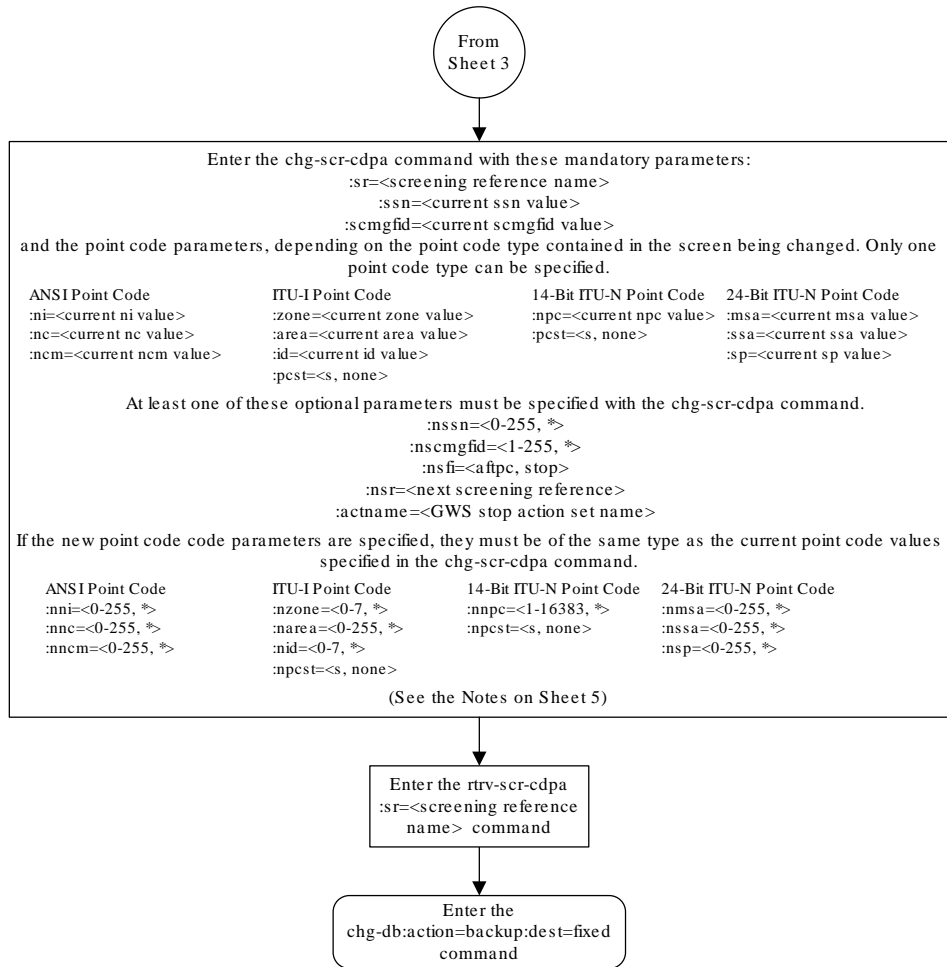 From
Sheet 3
Enter the chg-scr-cdpa command with these mandatory parameters:
:sr=<screening reference name>
:ssn=<current ssn value>
:scmgfid=<current scmgfid value>
and the point code parameters, depending on the point code type contained in the screen being changed. Only one
point code type can be specified.
ANSI Point Code
:ni=<current ni value>
:nc=<current nc value>
:ncm=<current ncm value>
ITU-I Point Code
:zone=<current zone value>
:area=<current area value>
:id=<current id value>
:pcst=<s, none>
14-Bit ITU-N Point Code
:npc=<current npc value>
:pcst=<s, none>
24-Bit ITU-N Point Code
:msa=<current msa value>
:ssa=<current ssa value>
:sp=<current sp value>
At least one of these optional parameters must be specified with the chg-scr-cdpa command.
:nssn=<0-255, *>
:nscmgfid=<1-255, *>
:nsfi=<aftpc, stop>
:nsr=<next screening reference>
:actname=<GWS stop action set name>
If the new point code code parameters are specified, they must be of the same type as the current point code values
specified in the chg-scr-cdpa command.
ANSI Point Code
:nni=<0-255, *>
:nnc=<0-255, *>
:nncm=<0-255, *>
ITU-I Point Code
:nzone=<0-7, *>
:narea=<0-255, *>
:nid=<0-7, *>
:npcst=<s, none>
14-Bit ITU-N Point Code
:nnpc=<1-16383, *>
:npcst=<s, none>
24-Bit ITU-N Point Code
:nmsa=<0-255, *>
:nssa=<0-255, *>
:nsp=<0-255, *>
(See the Notes on Sheet 5)
Enter the rtrv-scr-cdpa
:sr=<screening reference
name> command
Enter the
chg-db:action=backup:dest=fixed
command